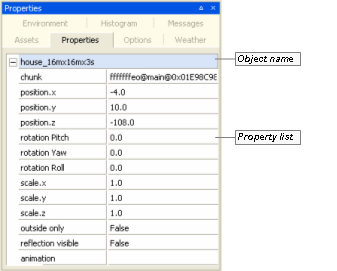 Properties
Environment Histogram Messages
Assets Properties Options Weather
house_16mx16mx3s
Object name
chunk fffffffeo@main@0x01E98C9E
position.x -4.0
position.y 10.0
position.z -108.0
rotation Pitch 0.0
Property list
rotation Yaw 0.0
rotation Roll 0.0
scale.x 1.0
scale.y 1.0
scale.z 1.0
outside only False
reflection visible False
animation